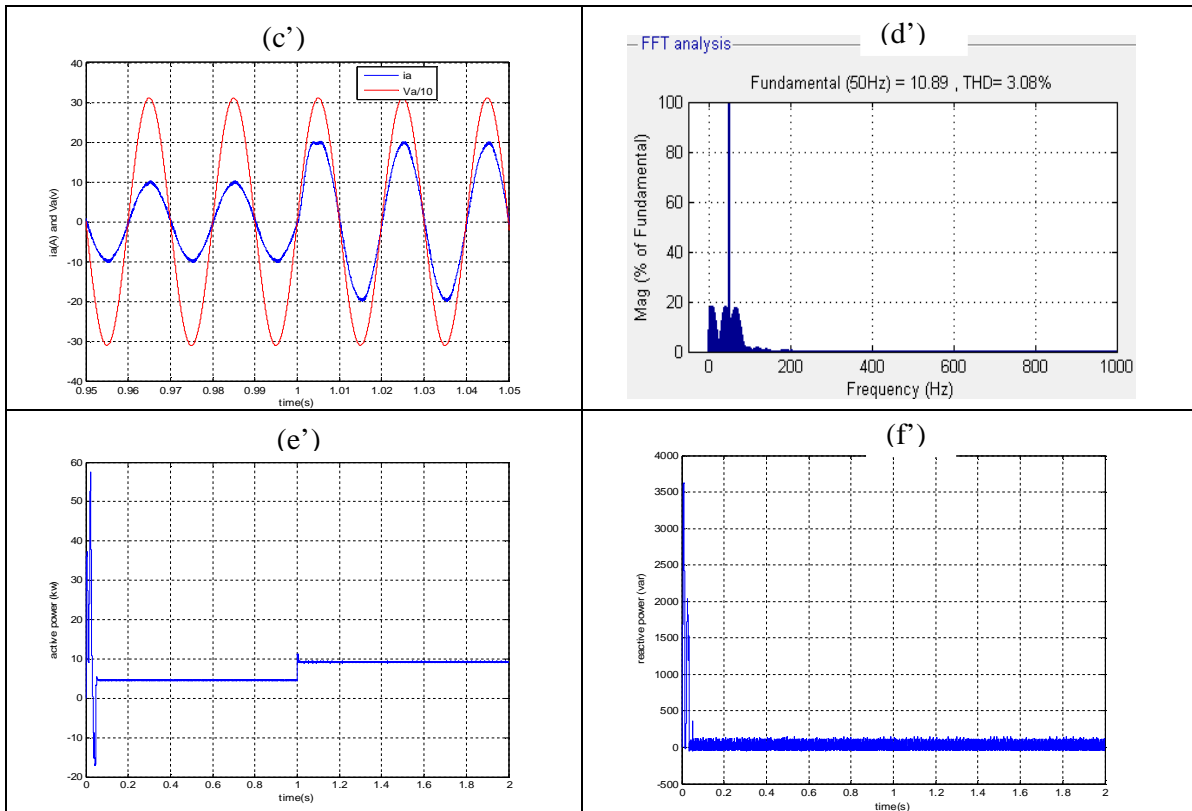 (c')
ia
Va/10
40
30
20
10
0
-10
-20
-30
-40
ia(A) and Va(v)
0.95 0.96 0.97 0.98 0.99 1 1.01 1.02 1.03 1.04 1.05
time(s)
(d')
FFT analysis
Fundamental (50Hz) = 10.89 , THD= 3.08%
100
80
60
40
20
0
Mag (% of Fundamental)
0 200 400 600 800 1000
Frequency (Hz)
(e')
60
50
40
30
20
10
0
-10
-20
active power (kw)
0 0.2 0.4 0.6 0.8 1 1.2 1.4 1.6 1.8 2
time(s)
(f')
4000
3500
3000
2500
2000
1500
1000
500
0
-500
reactive power (var)
0 0.2 0.4 0.6 0.8 1 1.2 1.4 1.6 1.8 2
time(s)